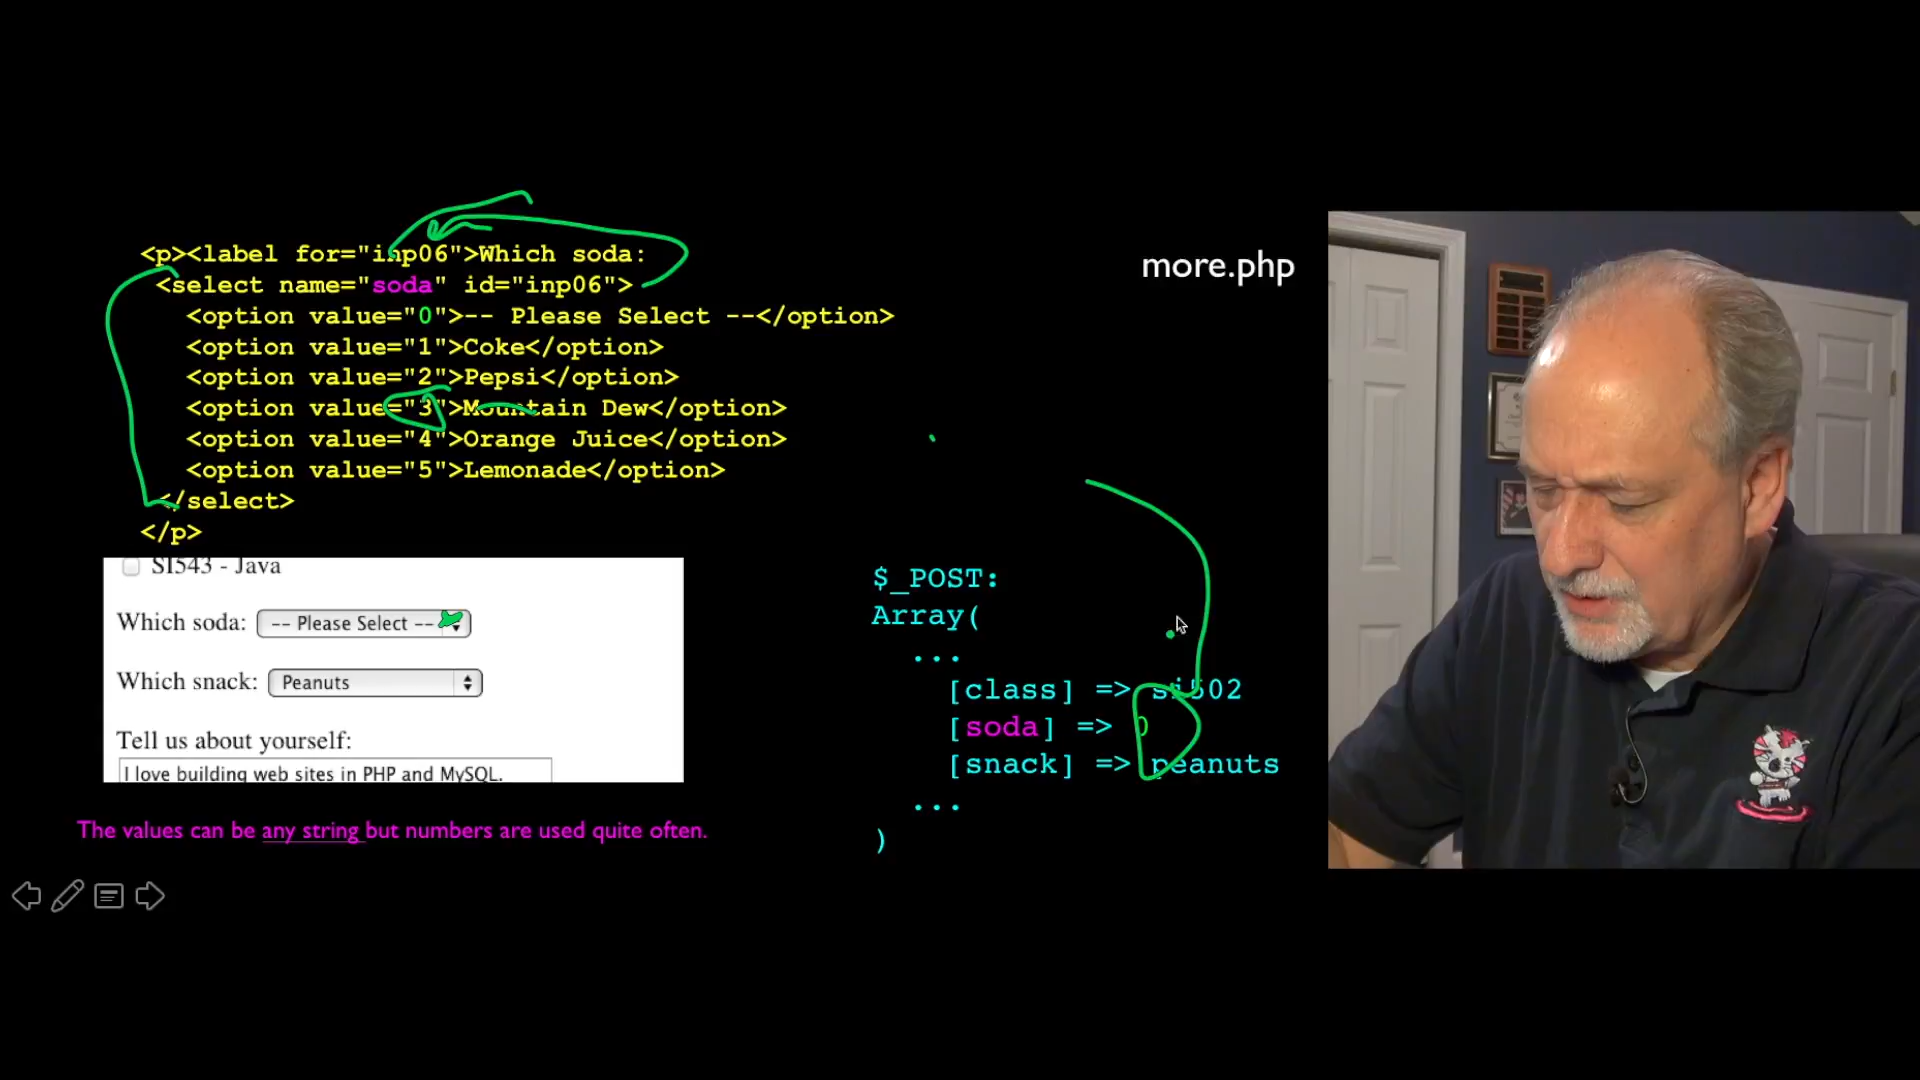 <p><label for="inp06">Which soda:
<select name="soda" id="inp06">
<option value="0">-- Please Select --</option>
<option value="1">Coke</option>
<option value="2">Pepsi</option>
<option value="3">Mountain Dew</option>
<option value="4">Orange Juice</option>
<option value="5">Lemonade</option>
</select>
</p>
more.php
SI543 - Java
Which soda: -- Please Select --
Which snack: Peanuts
Tell us about yourself:
I love building web sites in PHP and MySQL.
The values can be any string but numbers are used quite often.
$_POST:
Array(
...
[class] => si502
[soda] => 0
[snack] => peanuts
...
)